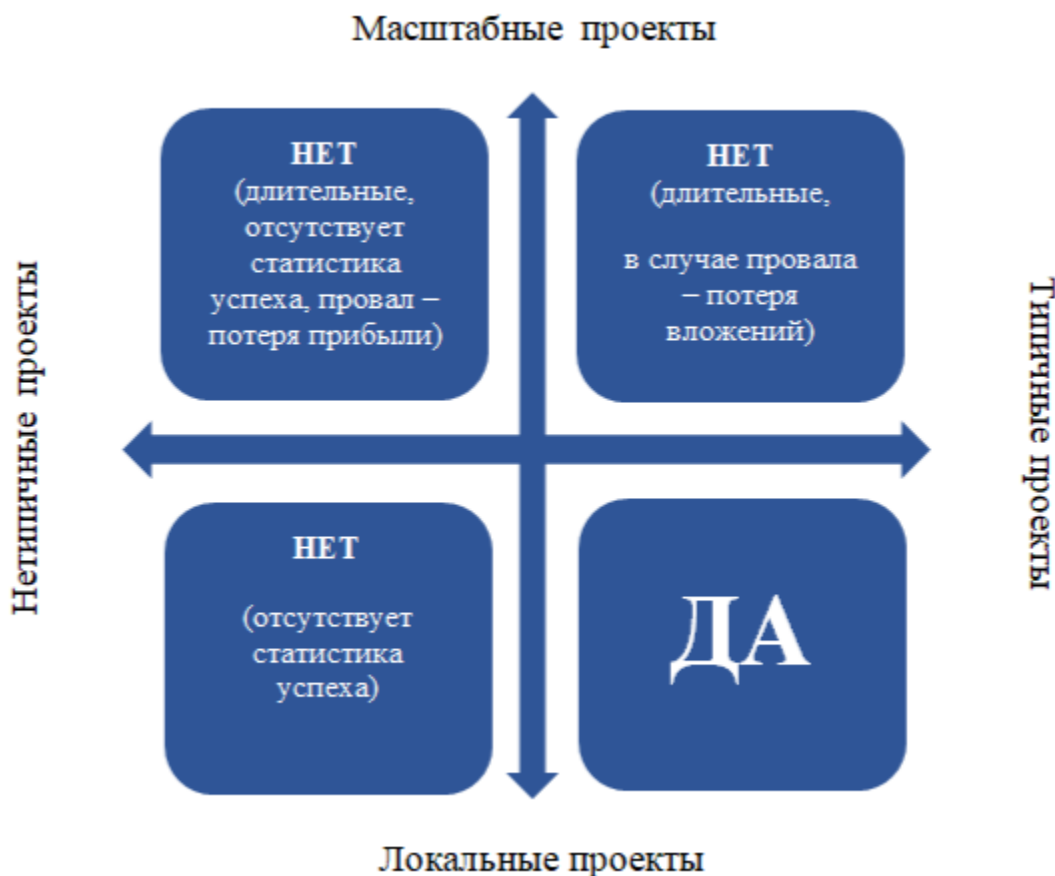 Масштабные проекты
НЕТ
(длительные,
отсутствует
статистика
успеха, провал –
потеря прибыли)
НЕТ
(длительные,
в случае провала
– потеря
вложений)
Нетипичные проекты
Типичные проекты
НЕТ
(отсутствует
статистика
успеха)
ДА
Локальные проекты